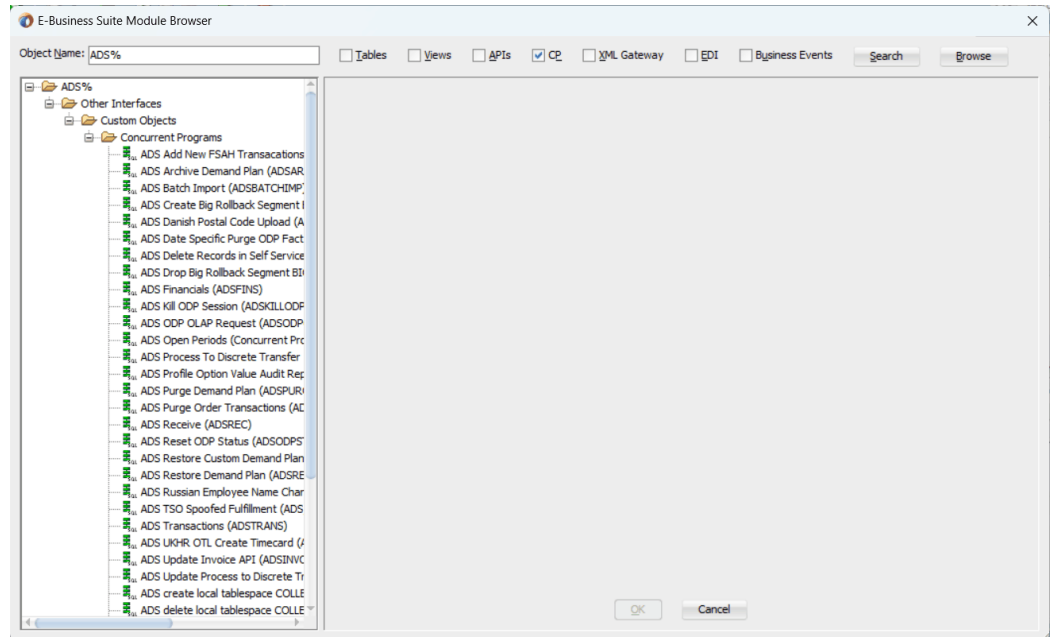 E-Business Suite Module Browser
Object Name: ADS% Tables Views APIs CP XML Gateway EDI Business Events Search Browse
ADS%
Other Interfaces
Custom Objects
Concurrent Programs
ADS Add New FSAH Transacations
ADS Archive Demand Plan (ADSAR
ADS Batch Import (ADSBATCHIMP)
ADS Create Big Rollback Segment
ADS Danish Postal Code Upload (A
ADS Date Specific Purge ODP Fact
ADS Delete Records in Self Service
ADS Drop Big Rollback Segment BI
ADS Financials (ADSFINS)
ADS Kill ODP Session (ADSKILLODP
ADS ODP OLAP Request (ADSODP
ADS Open Periods (Concurrent Prc
ADS Process To Discrete Transfer
ADS Profile Option Value Audit Rep
ADS Purge Demand Plan (ADSPUR
ADS Purge Order Transactions (AD
ADS Receive (ADSREC)
ADS Reset ODP Status (ADSODPS
ADS Restore Custom Demand Plan
ADS Restore Demand Plan (ADSRE
ADS Russian Employee Name Char
ADS TSO Spoofed Fulfillment (ADS
ADS Transactions (ADSTRANS)
ADS UKHR OTL Create Timecard (A
ADS Update Invoice API (ADSINVC
ADS Update Process to Discrete Tr
ADS create local tablespace COLLE
ADS delete local tablespace COLLE
OK Cancel